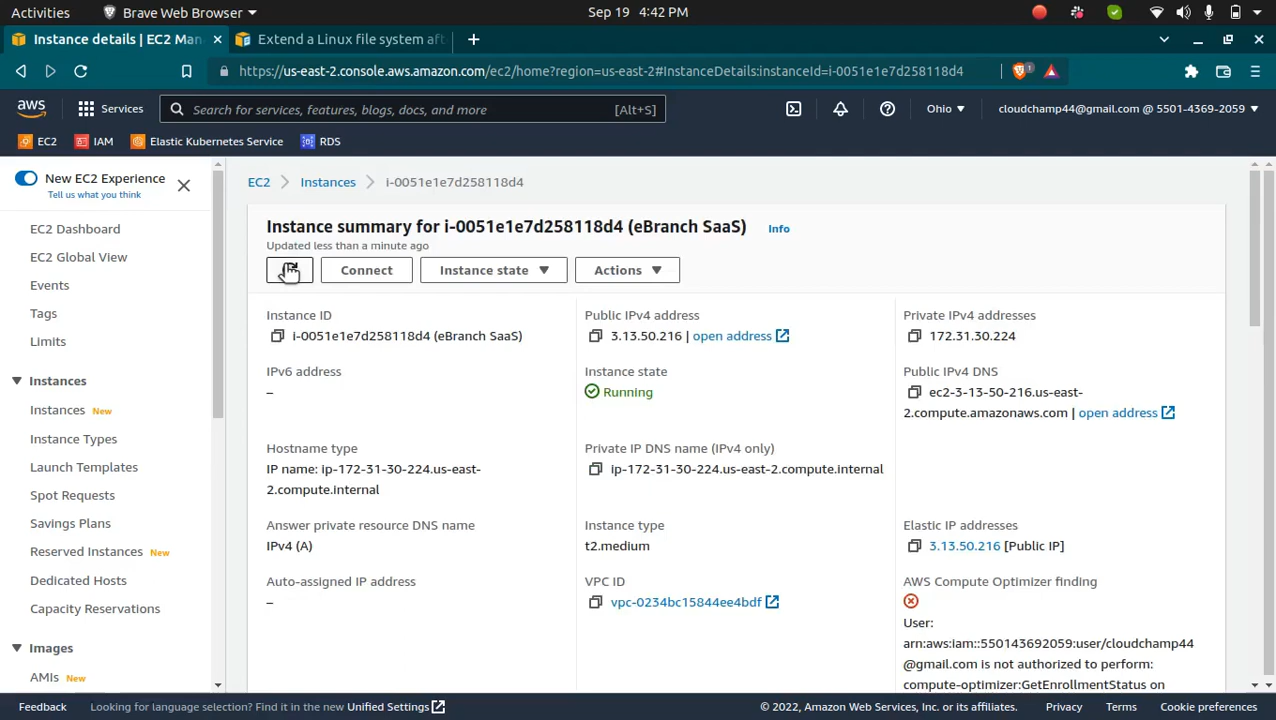 Activities
Brave Web Browser
Sep 19 4:42 PM
Instance details | EC2 Man
Extend a Linux file system aft
https://us-east-2.console.aws.amazon.com/ec2/home?region=us-east-2#InstanceDetails:instanceId=i-0051e1e7d258118d4
1
aws
Services
Search for services, features, blogs, docs, and more [Alt+S]
Ohio
cloudchamp44@gmail.com @ 5501-4369-2059
EC2
IAM
Elastic Kubernetes Service
RDS
New EC2 Experience
Tell us what you think
EC2 Dashboard
EC2 Global View
Events
Tags
Limits
Instances
Instances New
Instance Types
Launch Templates
Spot Requests
Savings Plans
Reserved Instances New
Dedicated Hosts
Capacity Reservations
Images
AMIs New
EC2 > Instances > i-0051e1e7d258118d4
Instance summary for i-0051e1e7d258118d4 (eBranch SaaS) Info
Updated less than a minute ago
Connect
Instance state
Actions
Instance ID
i-0051e1e7d258118d4 (eBranch SaaS)
Public IPv4 address
3.13.50.216 | open address
Private IPv4 addresses
172.31.30.224
IPv6 address
–
Instance state
Running
Public IPv4 DNS
ec2-3-13-50-216.us-east-
2.compute.amazonaws.com | open address
Hostname type
IP name: ip-172-31-30-224.us-east-
2.compute.internal
Private IP DNS name (IPv4 only)
ip-172-31-30-224.us-east-2.compute.internal
Answer private resource DNS name
IPv4 (A)
Instance type
t2.medium
Elastic IP addresses
3.13.50.216 [Public IP]
Auto-assigned IP address
–
VPC ID
vpc-0234bc15844ee4bdf
AWS Compute Optimizer finding
User:
arn:aws:iam::550143692059:user/cloudchamp44
@gmail.com is not authorized to perform:
compute-optimizer:GetEnrollmentStatus on
Feedback
Looking for language selection? Find it in the new Unified Settings
© 2022, Amazon Web Services, Inc. or its affiliates.
Privacy
Terms
Cookie preferences